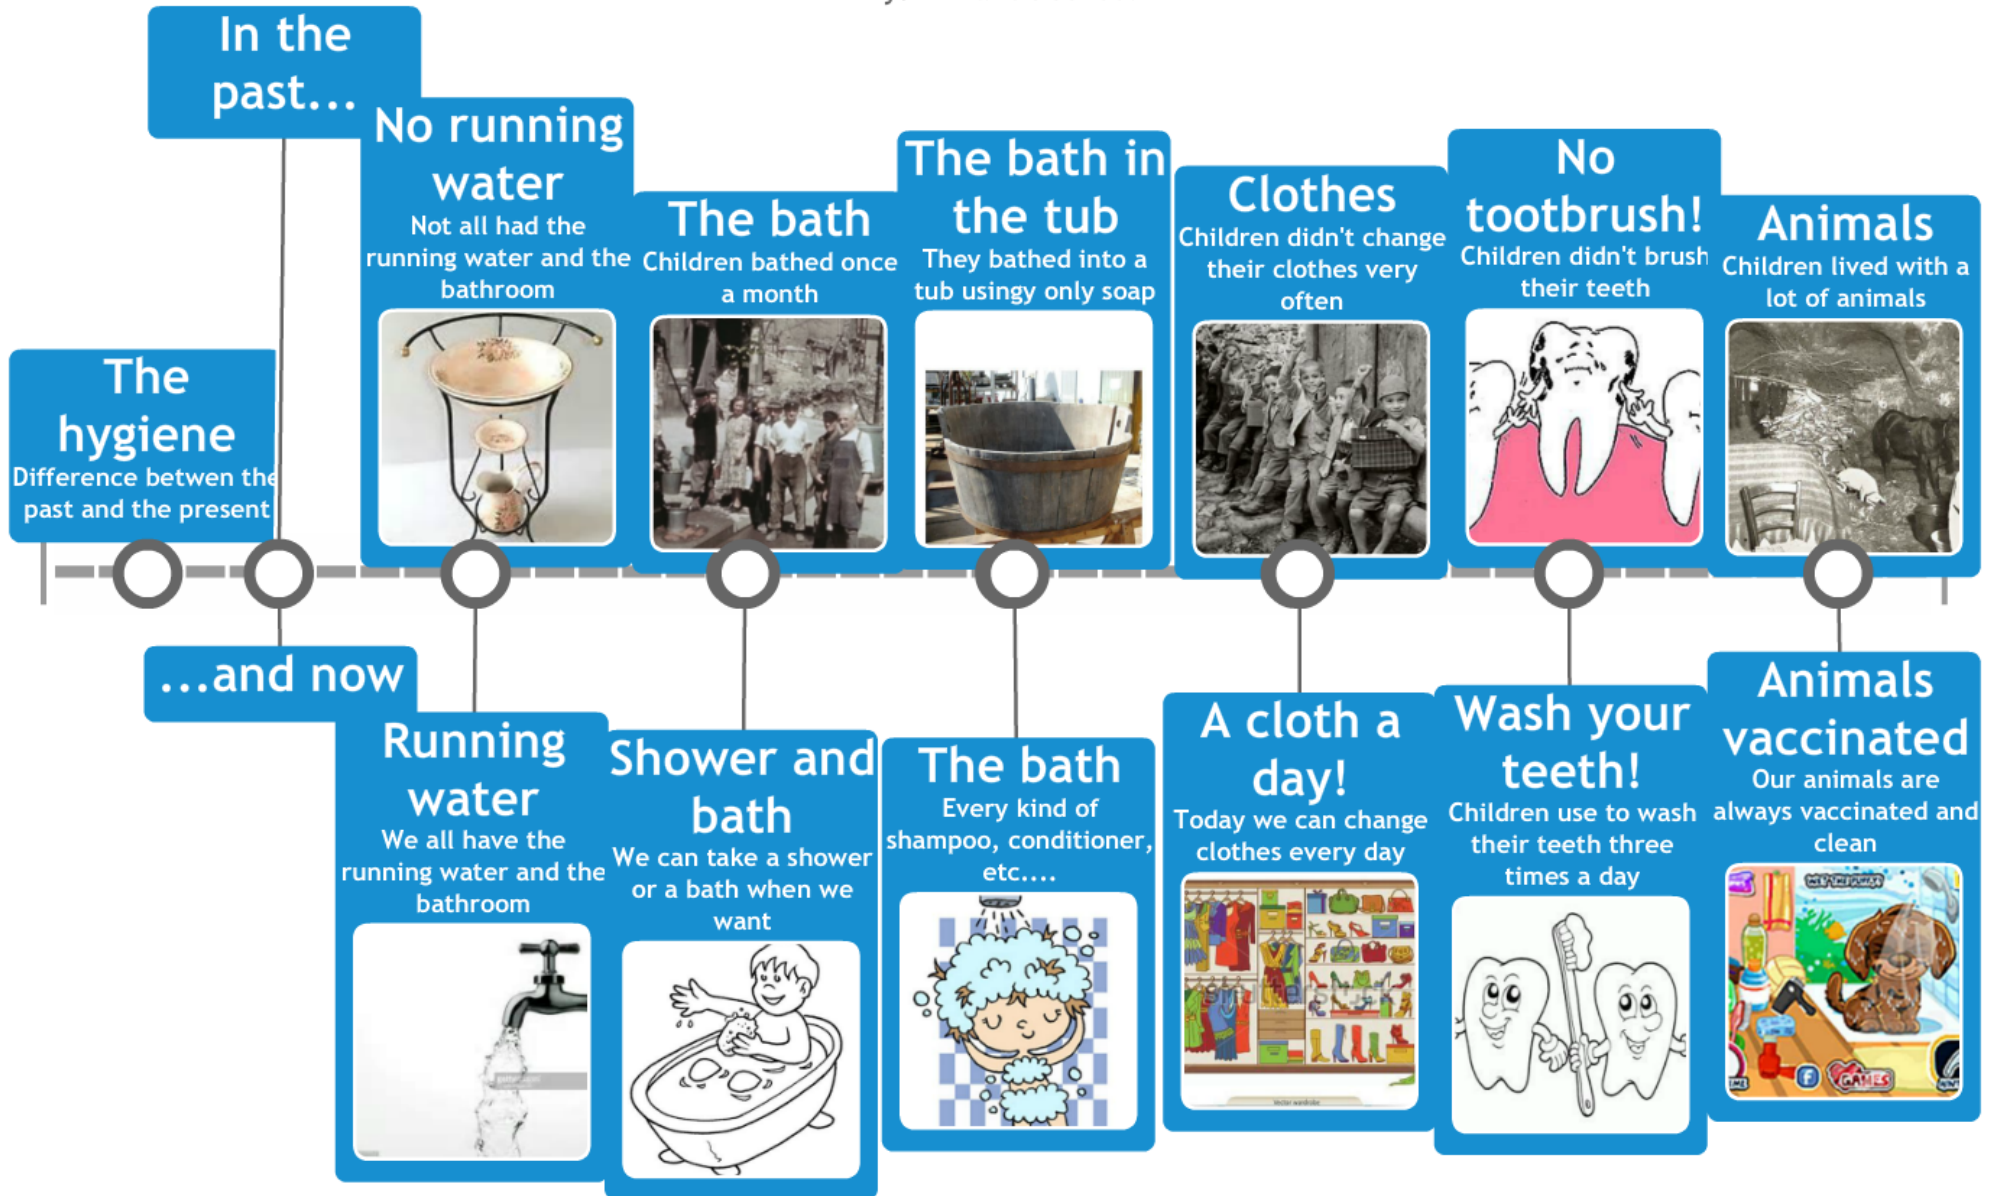 In the
past...
No running
water
Not all had the
running water and the
bathroom
The bath
Children bathed once
a month
The bath in
the tub
They bathed into a
tub usingy only soap
Clothes
Children didn't change
their clothes very
often
No
tootbrush!
Children didn't brush
their teeth
Animals
Children lived with a
lot of animals
The
hygiene
Difference betwen the
past and the present
...and now
Running
water
We all have the
running water and the
bathroom
Shower and
bath
We can take a shower
or a bath when we
want
The bath
Every kind of
shampoo, conditioner,
etc....
A cloth a
day!
Today we can change
clothes every day
Vector wardrobe
Wash your
teeth!
Children use to wash
their teeth three
times a day
Animals
vaccinated
Our animals are
always vaccinated and
clean
GAMES